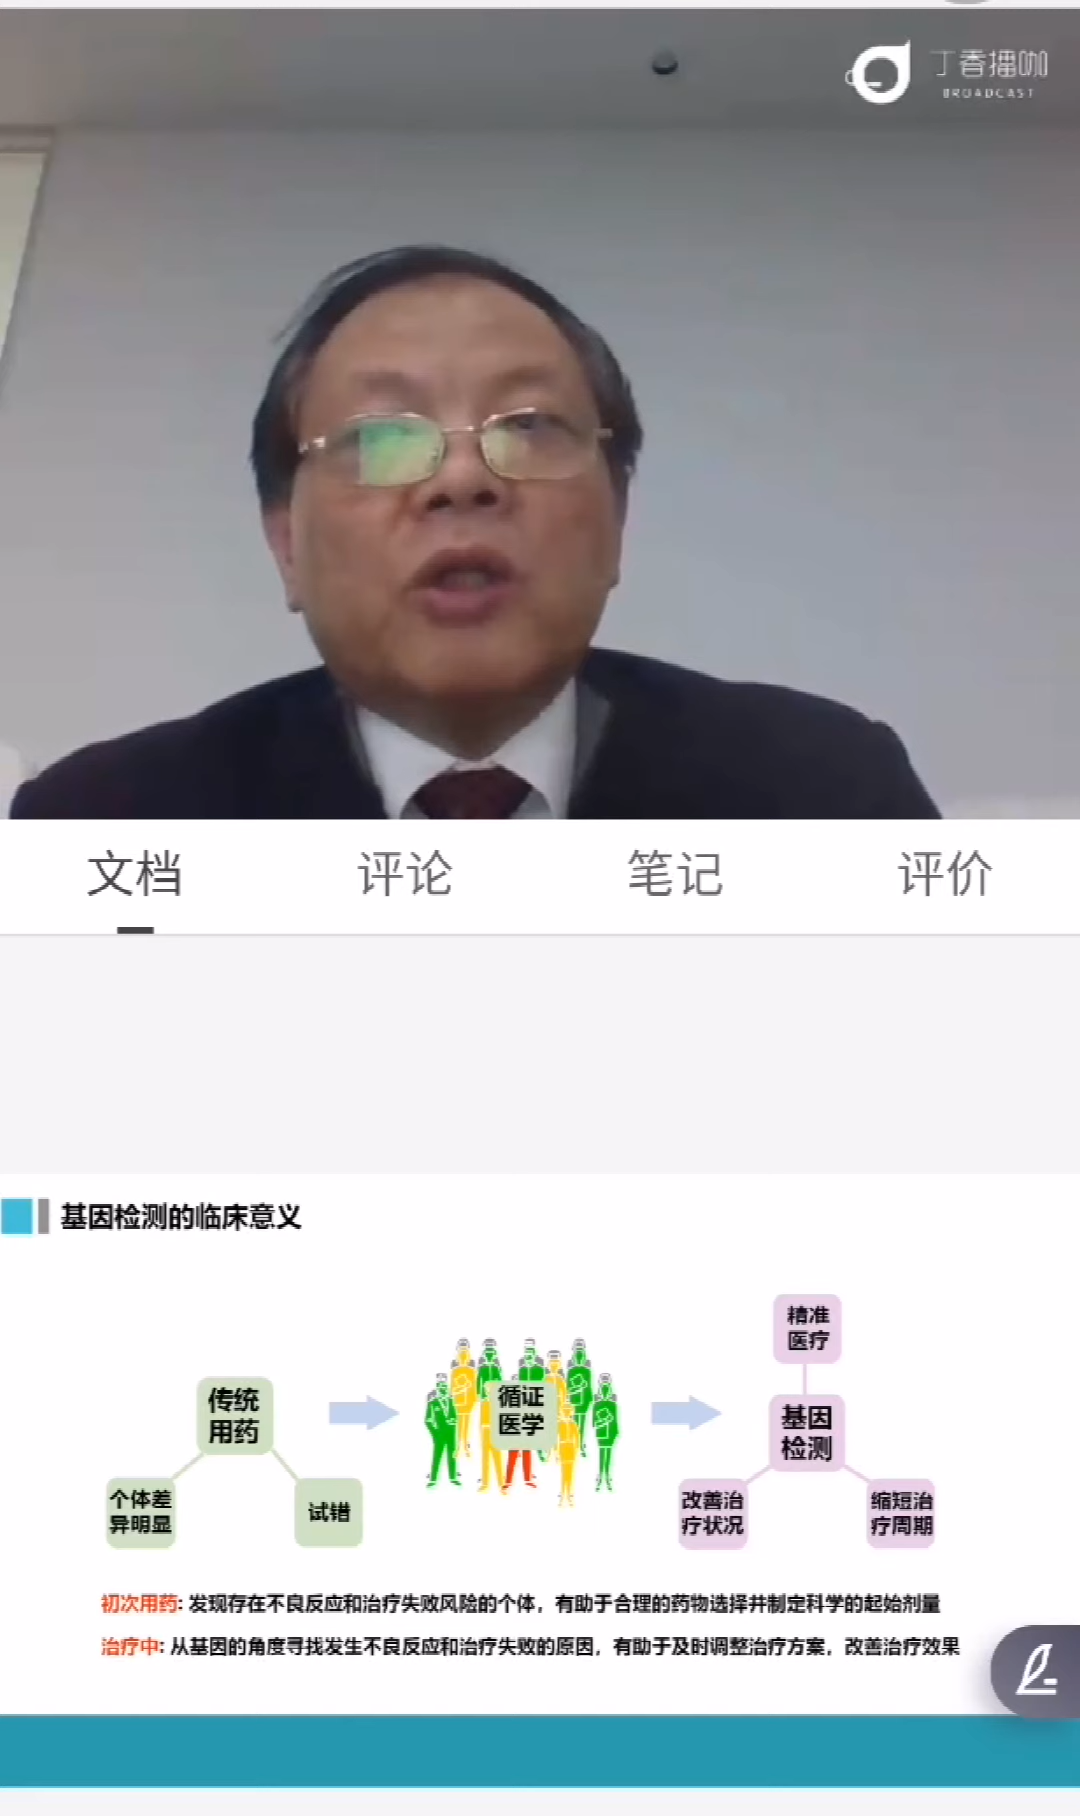 丁香播咖
BROADCAST
文档
评论
笔记
评价
基因检测的临床意义
传统
用药
个体差
异明显
试错
循证
医学
精准
医疗
基因
检测
改善治
疗状况
缩短治
疗周期
初次用药: 发现存在不良反应和治疗失败风险的个体，有助于合理的药物选择并制定科学的起始剂量
治疗中: 从基因的角度寻找发生不良反应和治疗失败的原因，有助于及时调整治疗方案，改善治疗效果